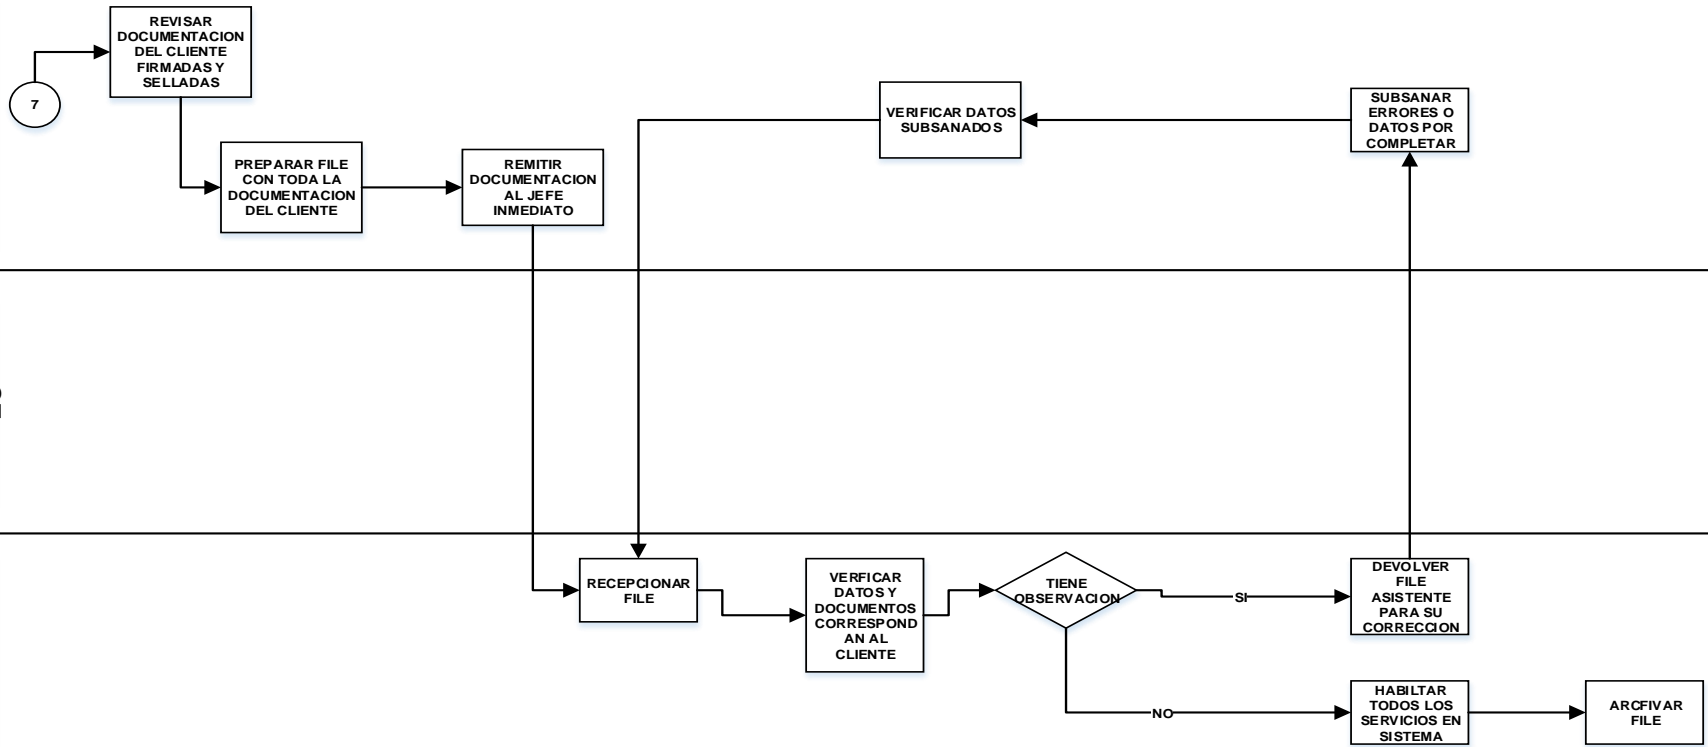 REVISAR
DOCUMENTACION
DEL CLIENTE
FIRMADAS Y
SELLADAS
7
PREPARAR FILE
CON TODA LA
DOCUMENTACION
DEL CLIENTE
REMITIR
DOCUMENTACION
AL JEFE
INMEDIATO
VERIFICAR DATOS
SUBSANADOS
SUBSANAR
ERRORES O
DATOS POR
COMPLETAR
RECEPCIONAR
FILE
VERFICAR
DATOS Y
DOCUMENTOS
CORRESPOND
AN AL
CLIENTE
TIENE
OBSERVACION
SI
DEVOLVER
FILE
ASISTENTE
PARA SU
CORRECCION
NO
HABILTAR
TODOS LOS
SERVICIOS EN
SISTEMA
ARCFIVAR
FILE